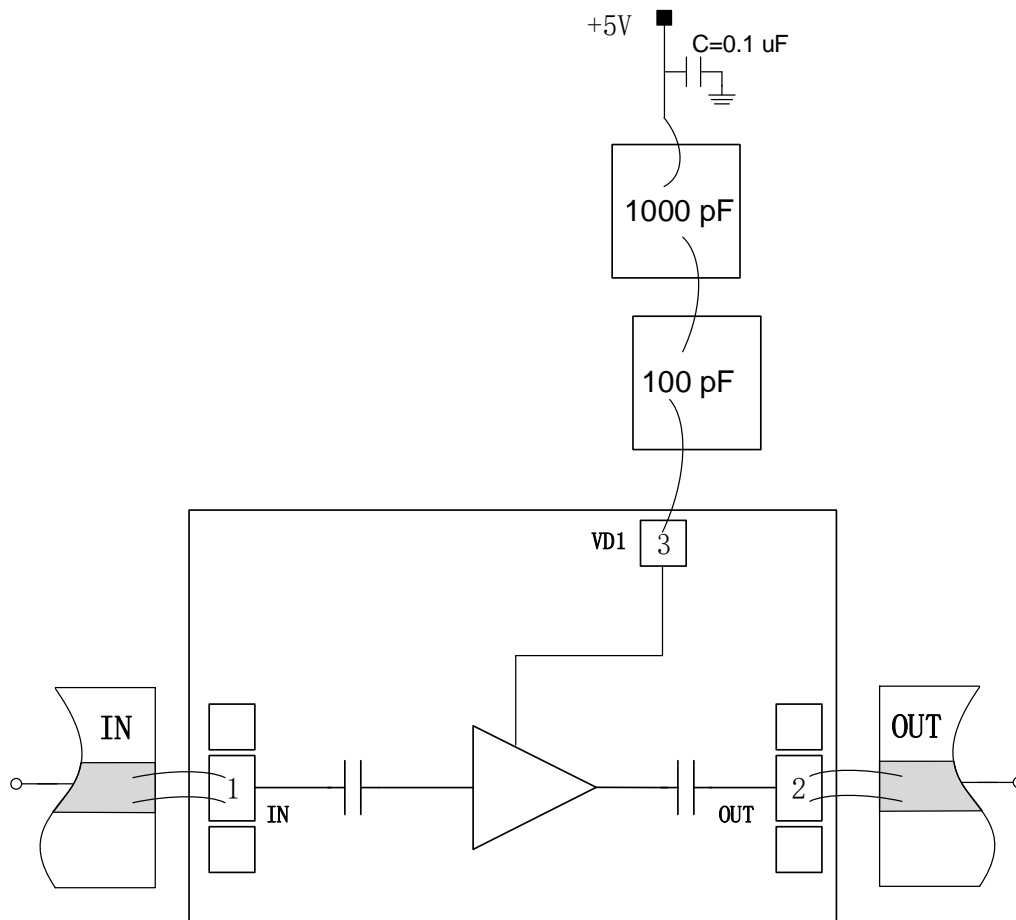 +5V
C=0.1 uF
1000 pF
100 pF
VD1
3
IN
OUT
1
2
IN
OUT